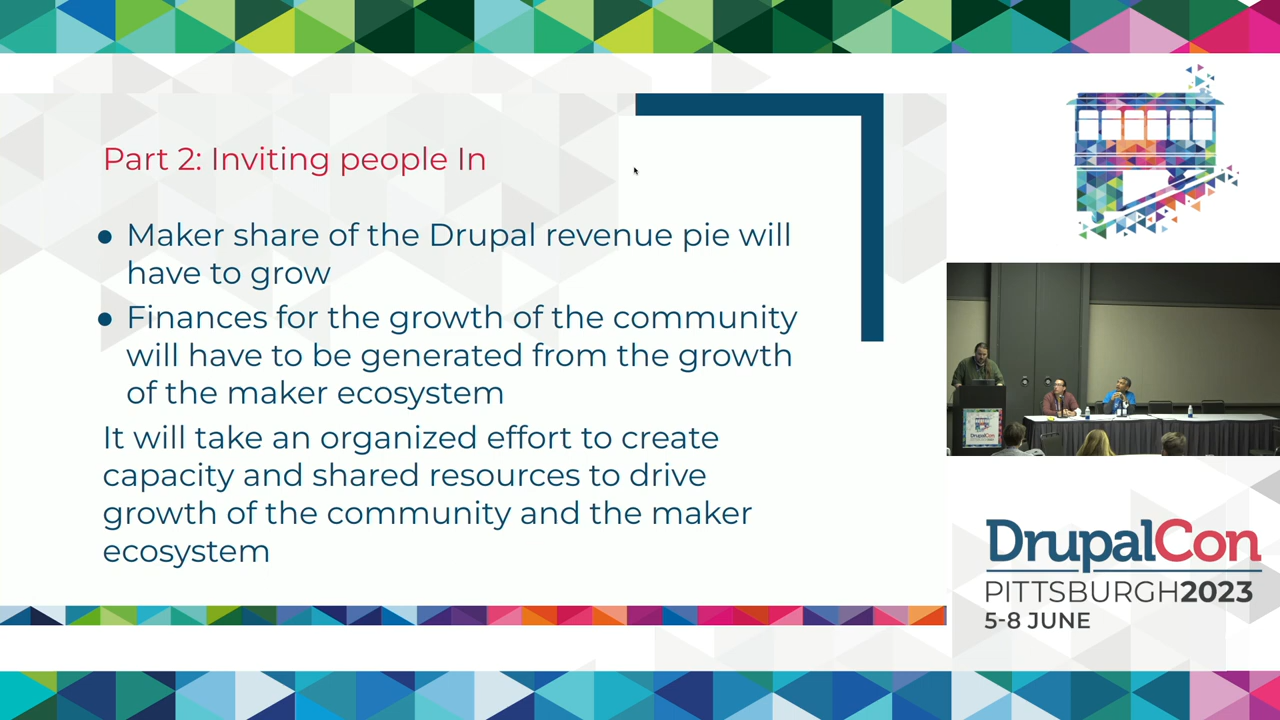 Part 2: Inviting people In
● Maker share of the Drupal revenue pie will
have to grow
● Finances for the growth of the community
will have to be generated from the growth
of the maker ecosystem
It will take an organized effort to create
capacity and shared resources to drive
growth of the community and the maker
ecosystem
DrupalCon
DrupalCon
PITTSBURGH2023
5-8 JUNE